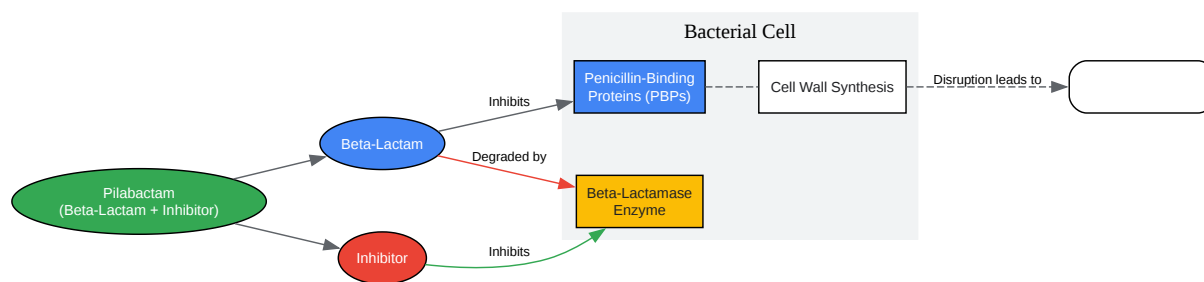 Bacterial Cell
Penicillin-Binding
Proteins (PBPs)
Cell Wall Synthesis
Disruption leads to
Inhibits
Beta-Lactam
Degraded by
Pilabactam
(Beta-Lactam + Inhibitor)
Beta-Lactamase
Enzyme
Inhibitor
Inhibits